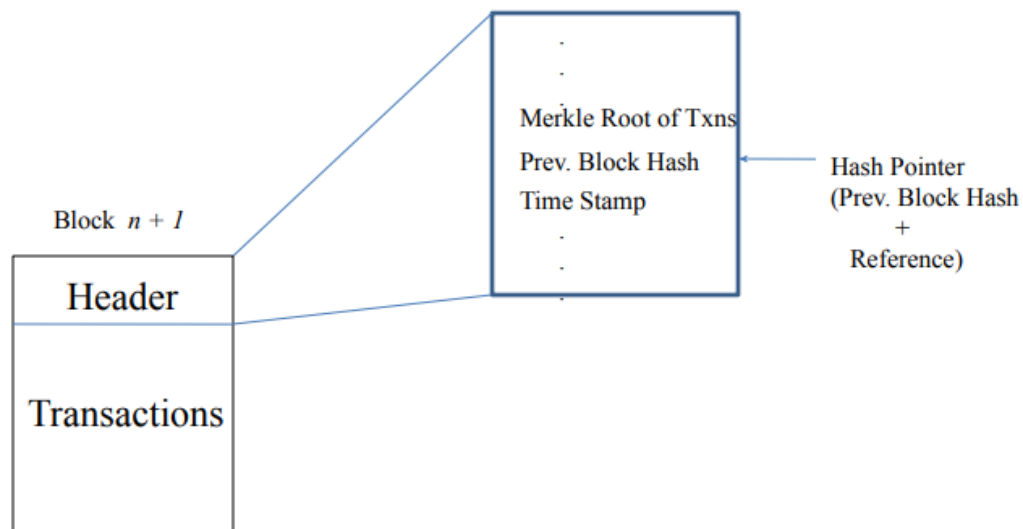 Merkle Root of Txns
Prev. Block Hash
Time Stamp
Hash Pointer
(Prev. Block Hash
+
Reference)
Block n + 1
Header
Transactions